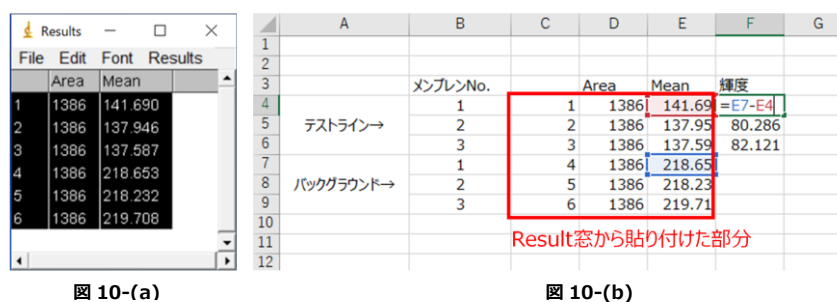 Results
File Edit Font Results
Area Mean
1 1386 141.690
2 1386 137.946
3 1386 137.587
4 1386 218.653
5 1386 218.232
6 1386 219.708
A B C D E F G
1
2
3 メンブレンNo. Area Mean 輝度
4 1 1 1386 141.69 =E7-E4
5 テストライン→ 2 2 1386 137.95 80.286
6 3 3 1386 137.59 82.121
7 1 4 1386 218.65
8 バックグラウンド→ 2 5 1386 218.23
9 3 6 1386 219.71
10
11 Result窓から貼り付けた部分
12
図 10-(a) 図 10-(b)